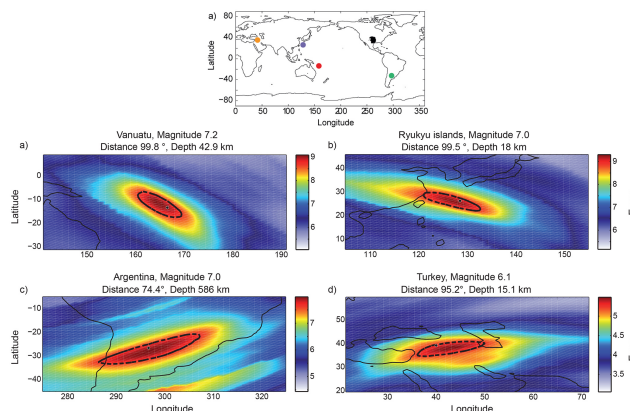 a)
80
40
0
−40
−80
Latitude
0 50 100 150 200 250 300 350
Longitude
Vanuatu, Magnitude 7.2
a) Distance 99.8 °, Depth 42.9 km
0
−10
−20
−30
Latitude
150 160 170 180 190
9
8
7
6
Ryukyu islands, Magnitude 7.0
b) Distance 99.5 °, Depth 18 km
40
30
20
10
110 120 130 140 150
9
8
7
6
Argentina, Magnitude 7.0
c) Distance 74.4°, Depth 586 km
−10
−20
−30
−40
Latitude
280 290 300 310 320
Longitude
7
6
5
Turkey, Magnitude 6.1
d) Distance 95.2°, Depth 15.1 km
50
40
30
20
30 40 50 60 70
Longitude
5
4.5
4
3.5